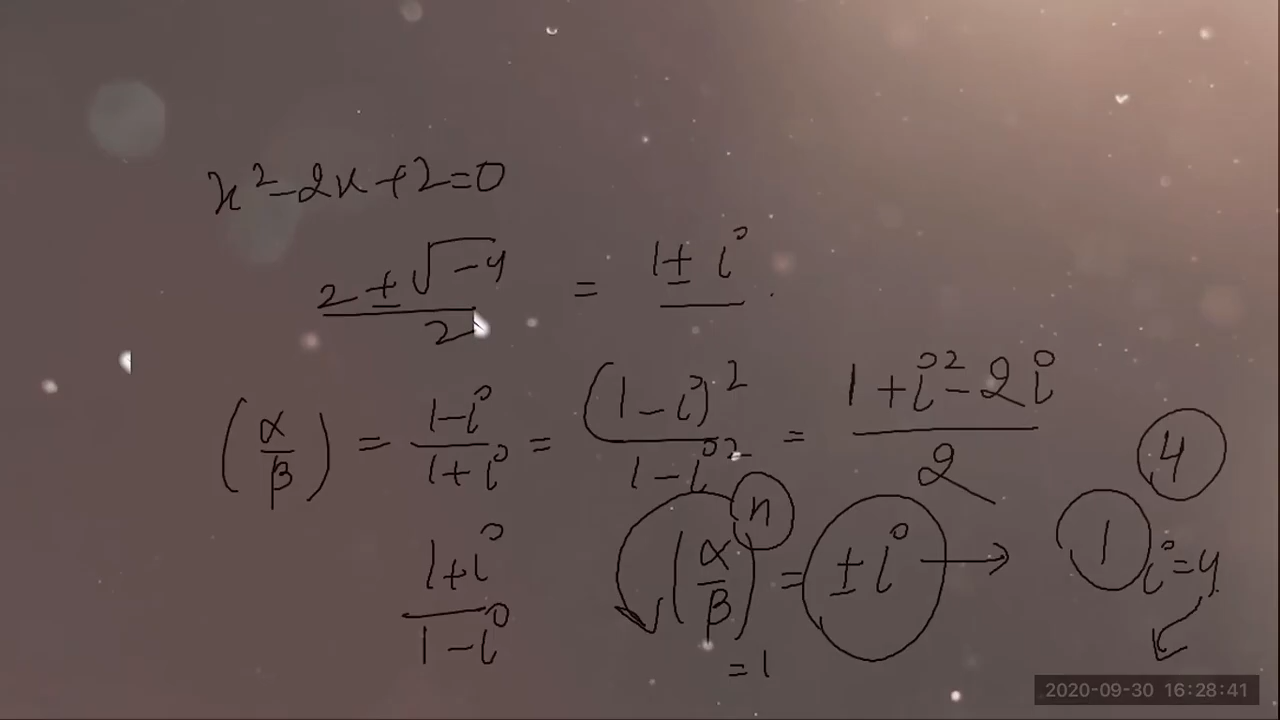 x² - 2x + 2 = 0
(2 ± √-4)/2 = 1 ± i
(α/β) = (1-i)/(1+i) = (1-i)²/(1-i²) = (1 + i² - 2i)/2
4
(1+i)/(1-i)
(α/β)ⁿ = ± i → 1 i = 4
= 1
2020-09-30 16:28:41